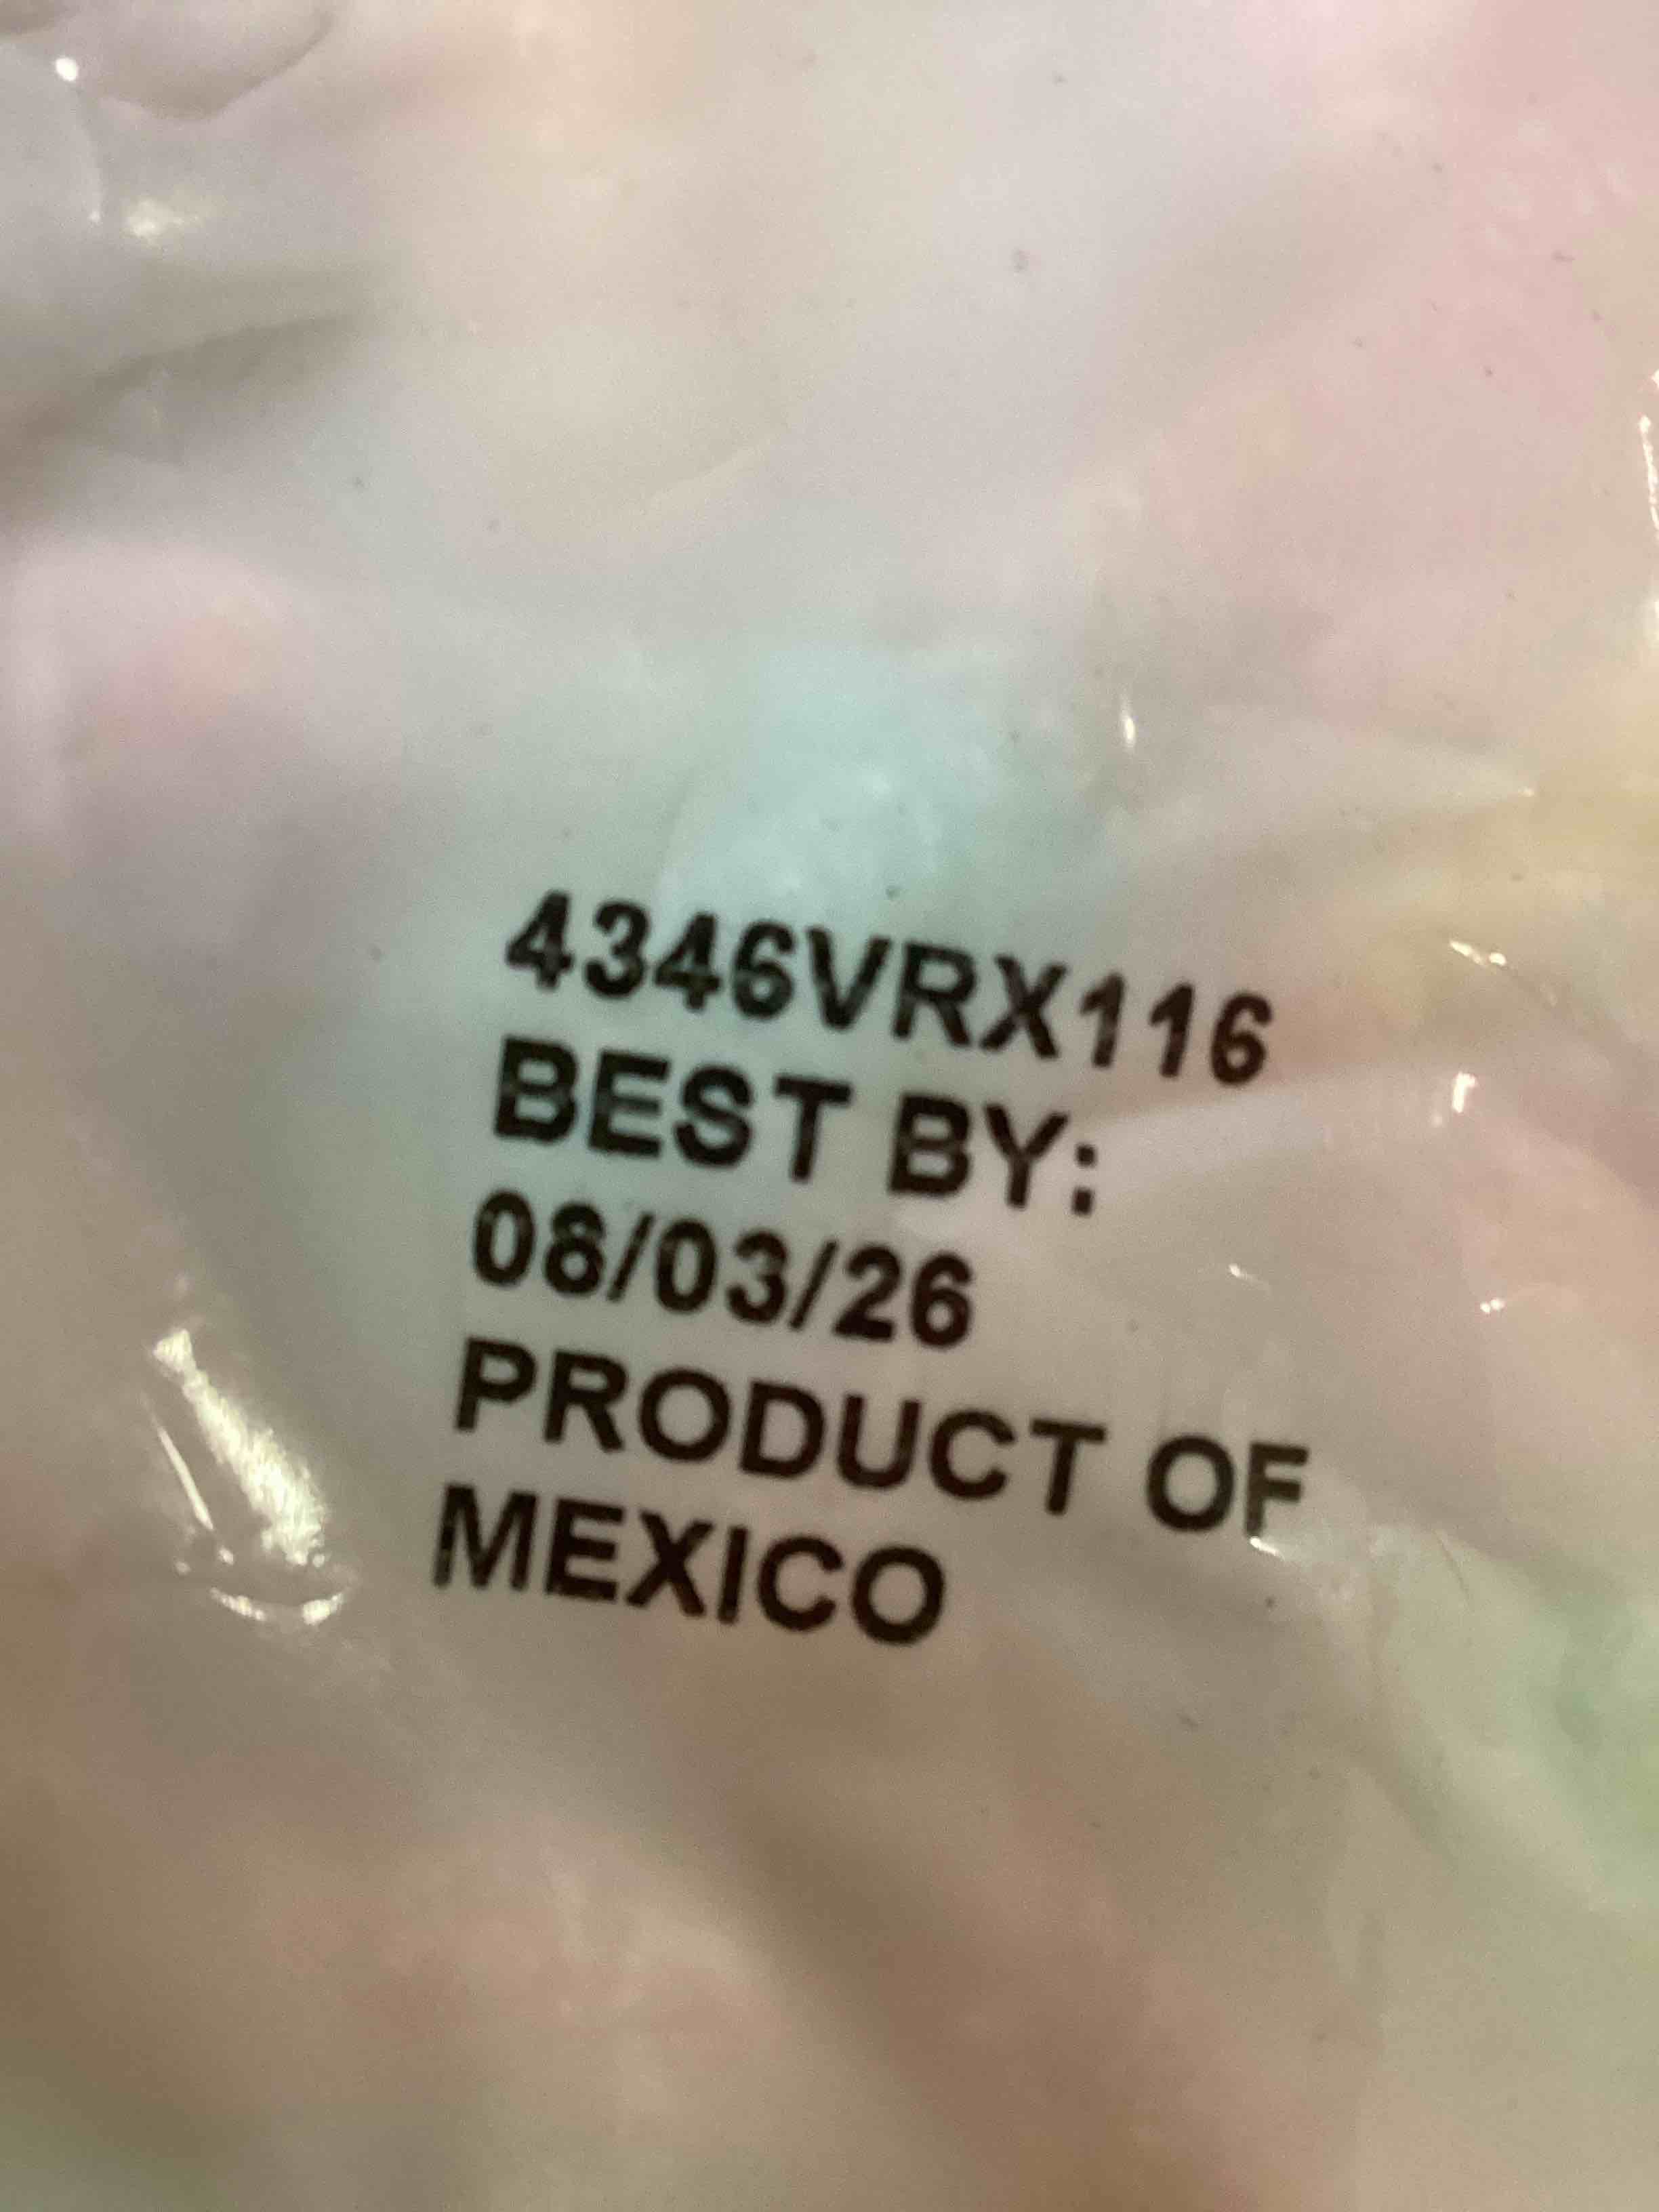 4346VRX116
BEST BY:
08/03/26
PRODUCT OF
MEXICO